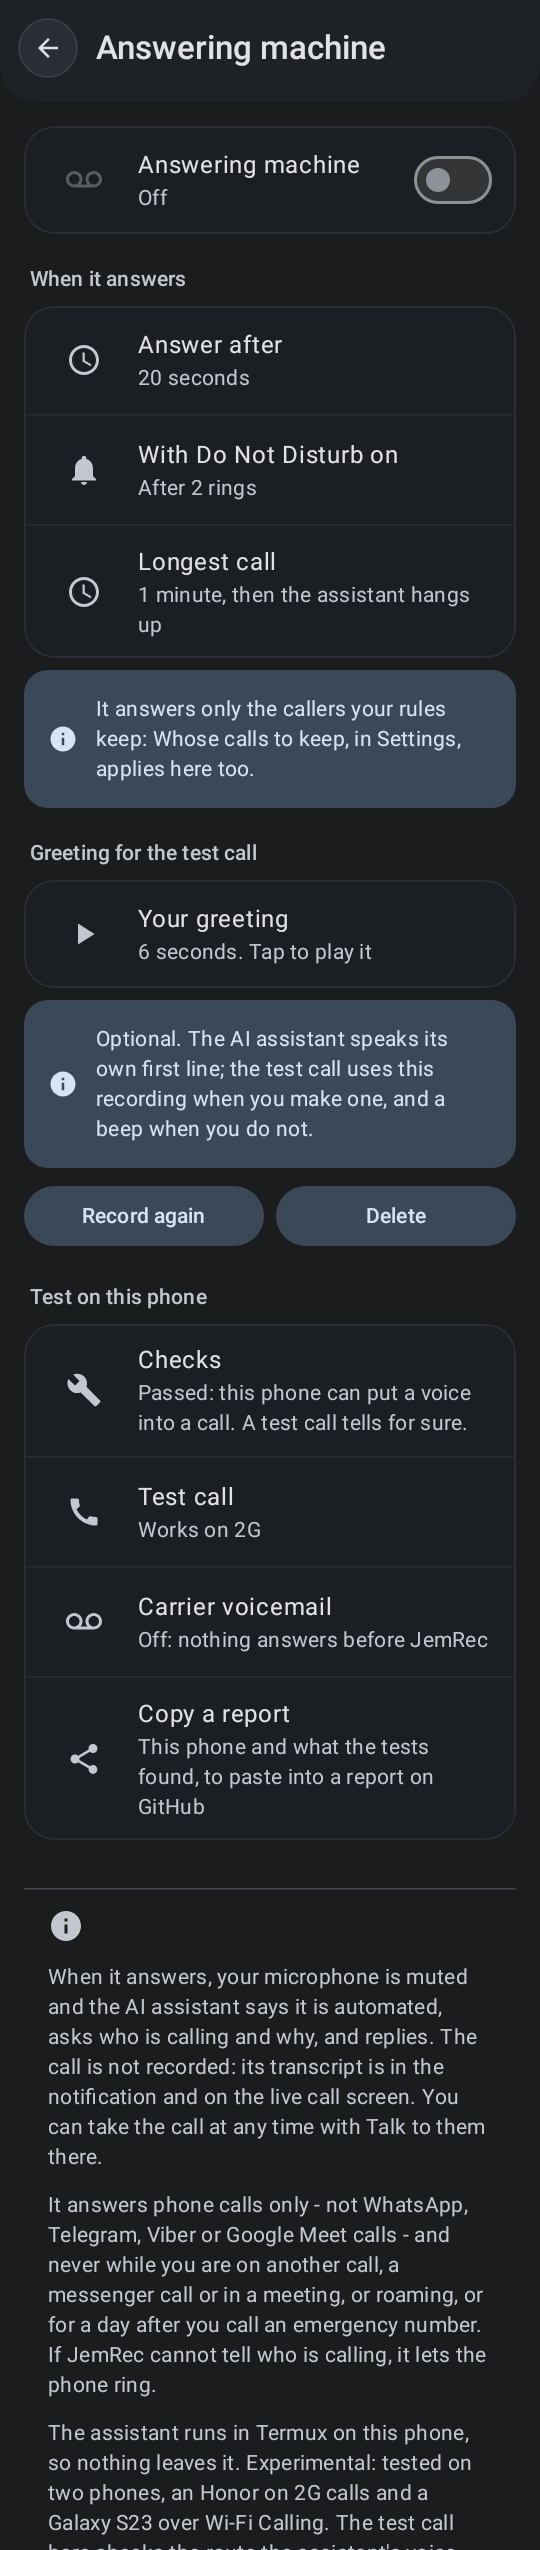 Answering machine
Answering machine
Off
When it answers
Answer after
20 seconds
With Do Not Disturb on
After 2 rings
Longest call
1 minute, then the assistant hangs
up
It answers only the callers your rules
keep: Whose calls to keep, in Settings,
applies here too.
Greeting for the test call
Your greeting
6 seconds. Tap to play it
Optional. The AI assistant speaks its
own first line; the test call uses this
recording when you make one, and a
beep when you do not.
Record again
Delete
Test on this phone
Checks
Passed: this phone can put a voice
into a call. A test call tells for sure.
Test call
Works on 2G
Carrier voicemail
Off: nothing answers before JemRec
Copy a report
This phone and what the tests
found, to paste into a report on
GitHub
When it answers, your microphone is muted
and the AI assistant says it is automated,
asks who is calling and why, and replies. The
call is not recorded: its transcript is in the
notification and on the live call screen. You
can take the call at any time with Talk to them
there.
It answers phone calls only - not WhatsApp,
Telegram, Viber or Google Meet calls - and
never while you are on another call, a
messenger call or in a meeting, or roaming, or
for a day after you call an emergency number.
If JemRec cannot tell who is calling, it lets the
phone ring.
The assistant runs in Termux on this phone,
so nothing leaves it. Experimental: tested on
two phones, an Honor on 2G calls and a
Galaxy S23 over Wi-Fi Calling. The test call
here checks the route the assistant's voice